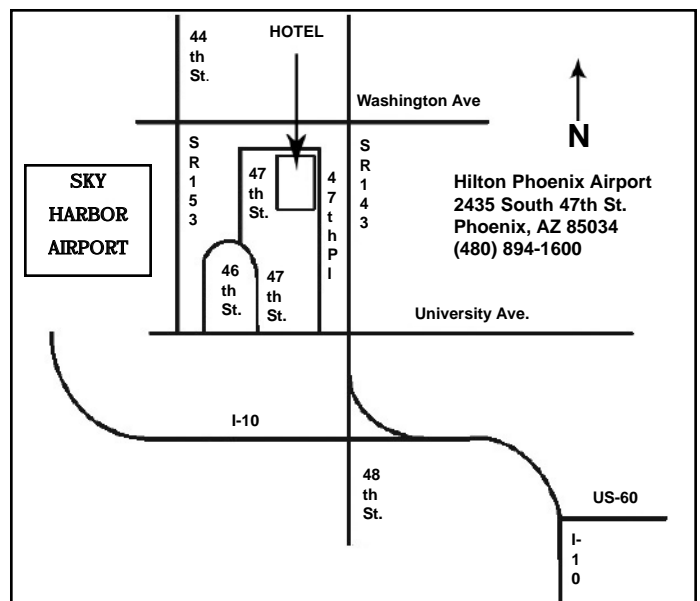 HOTEL
44
th
St.
Washington Ave
N
S
R
1
5
3
S
R
1
4
3
SKY
HARBOR
AIRPORT
47
th
St.
4
7
t
h
P
l
Hilton Phoenix Airport
2435 South 47th St.
Phoenix, AZ 85034
(480) 894-1600
46
th
St.
47
th
St.
University Ave.
I-10
48
th
St.
US-60
I-
1
0